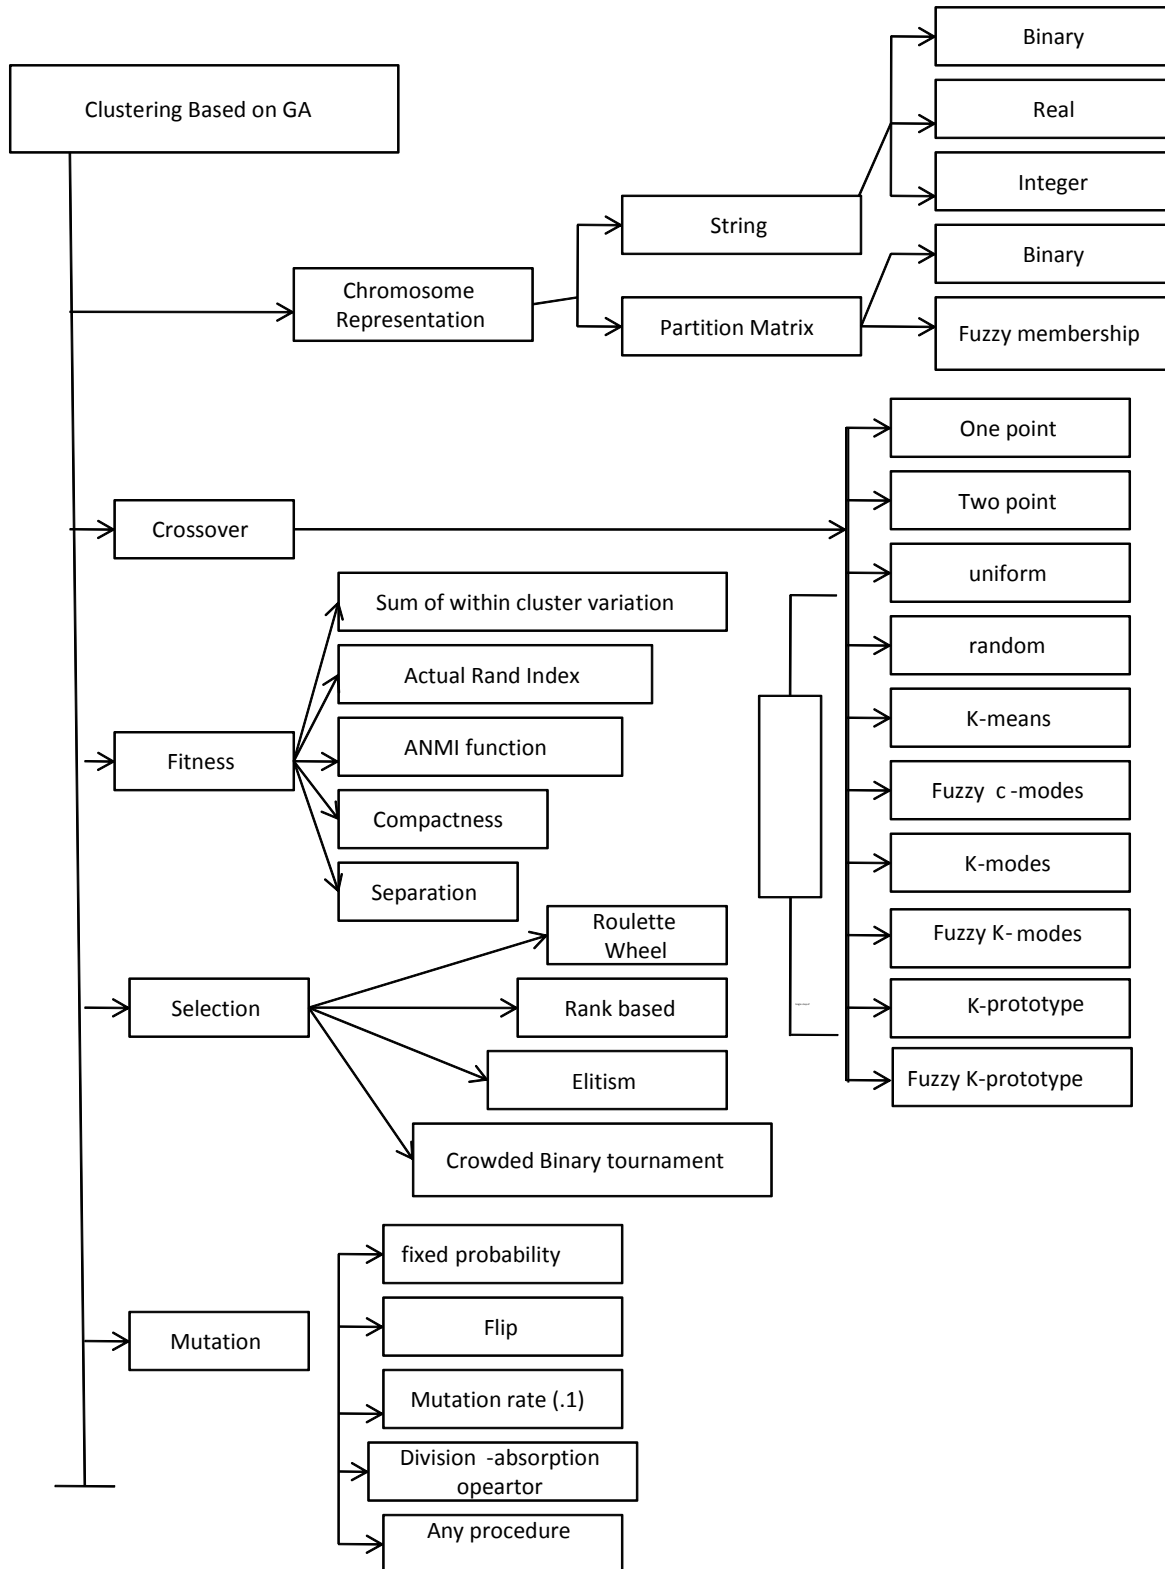 Clustering Based on GA
Chromosome
Representation
String
Binary
Real
Integer
Partition Matrix
Binary
Fuzzy membership
Crossover
One point
Two point
uniform
random
K-means
Fuzzy c -modes
K-modes
Fuzzy K- modes
K-prototype
Fuzzy K-prototype
Fitness
Sum of within cluster variation
Actual Rand Index
ANMI function
Compactness
Separation
Selection
Roulette
Wheel
Rank based
Elitism
Crowded Binary tournament
Mutation
fixed probability
Flip
Mutation rate (.1)
Division -absorption
opeartor
Any procedure